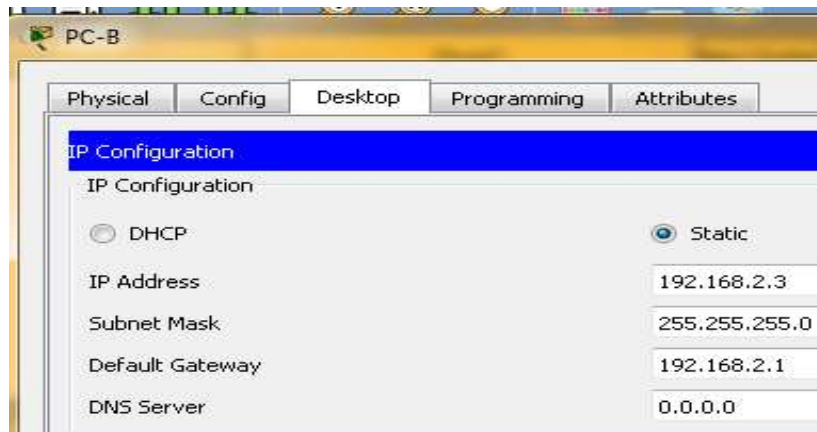 PC-B
Physical Config Desktop Programming Attributes
IP Configuration
IP Configuration
DHCP Static
IP Address 192.168.2.3
Subnet Mask 255.255.255.0
Default Gateway 192.168.2.1
DNS Server 0.0.0.0